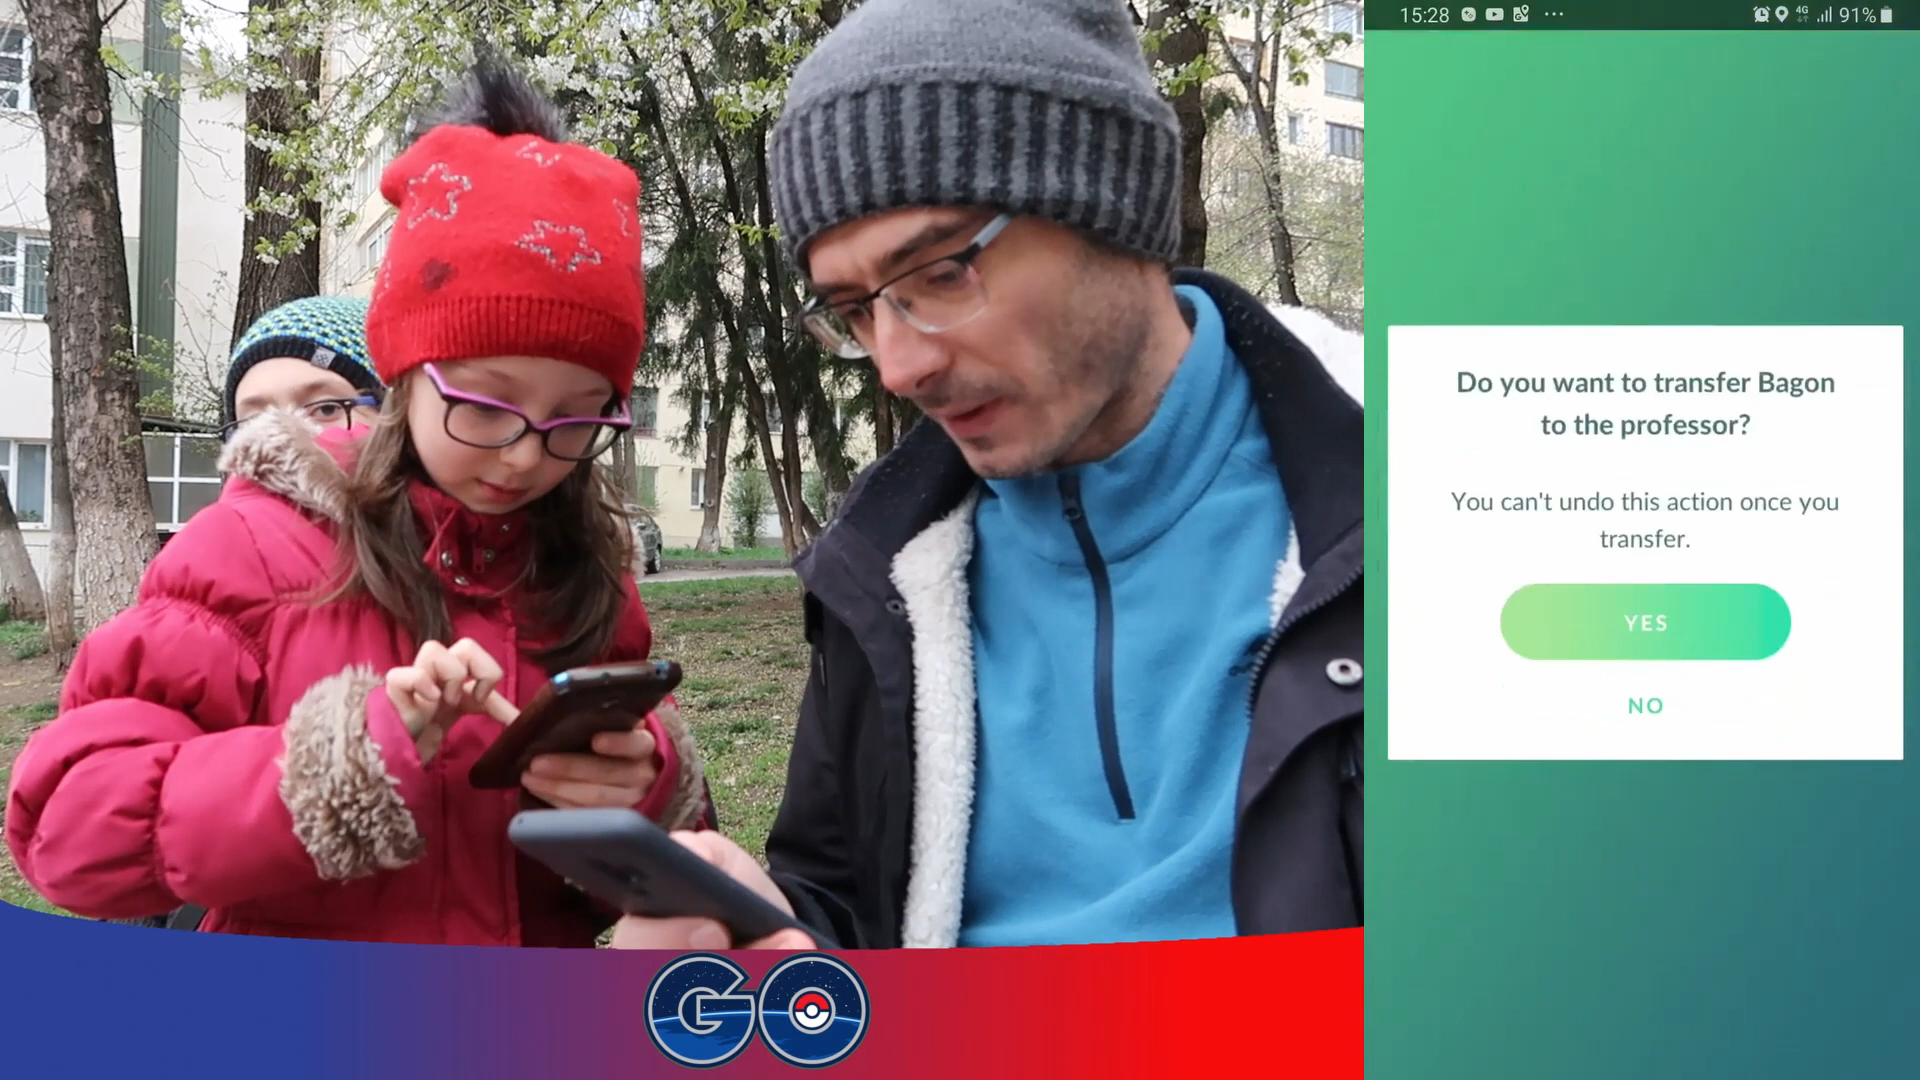 15:28
4G
91%
Do you want to transfer Bagon
to the professor?
You can't undo this action once you
transfer.
YES
NO
GO